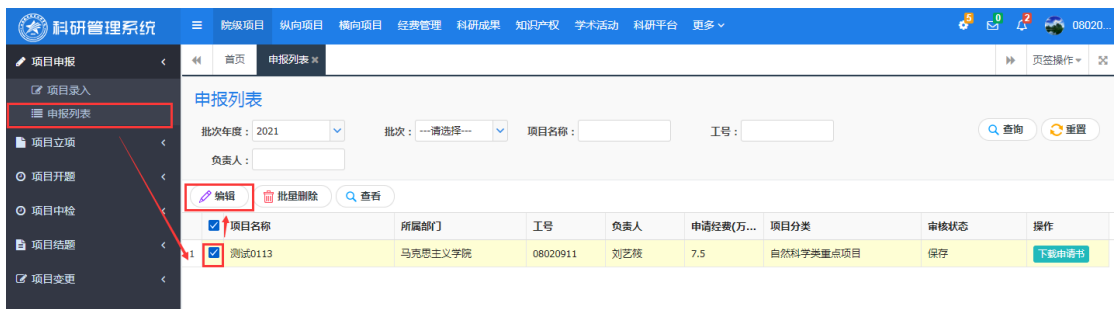 科研管理系统
院级项目 纵向项目 横向项目 经费管理 科研成果 知识产权 学术活动 科研平台 更多
5 0 2 08020...
项目申报
首页 申报列表 页签操作
项目录入
申报列表
项目立项
项目开题
项目中检
项目结题
项目变更
申报列表
批次年度：2021 批次：---请选择--- 项目名称： 工号： 查询 重置
负责人：
编辑 批量删除 查看
项目名称 所属部门 工号 负责人 申请经费(万... 项目分类 审核状态 操作
1 测试0113 马克思主义学院 08020911 刘艺筱 7.5 自然科学类重点项目 保存 下载申请书